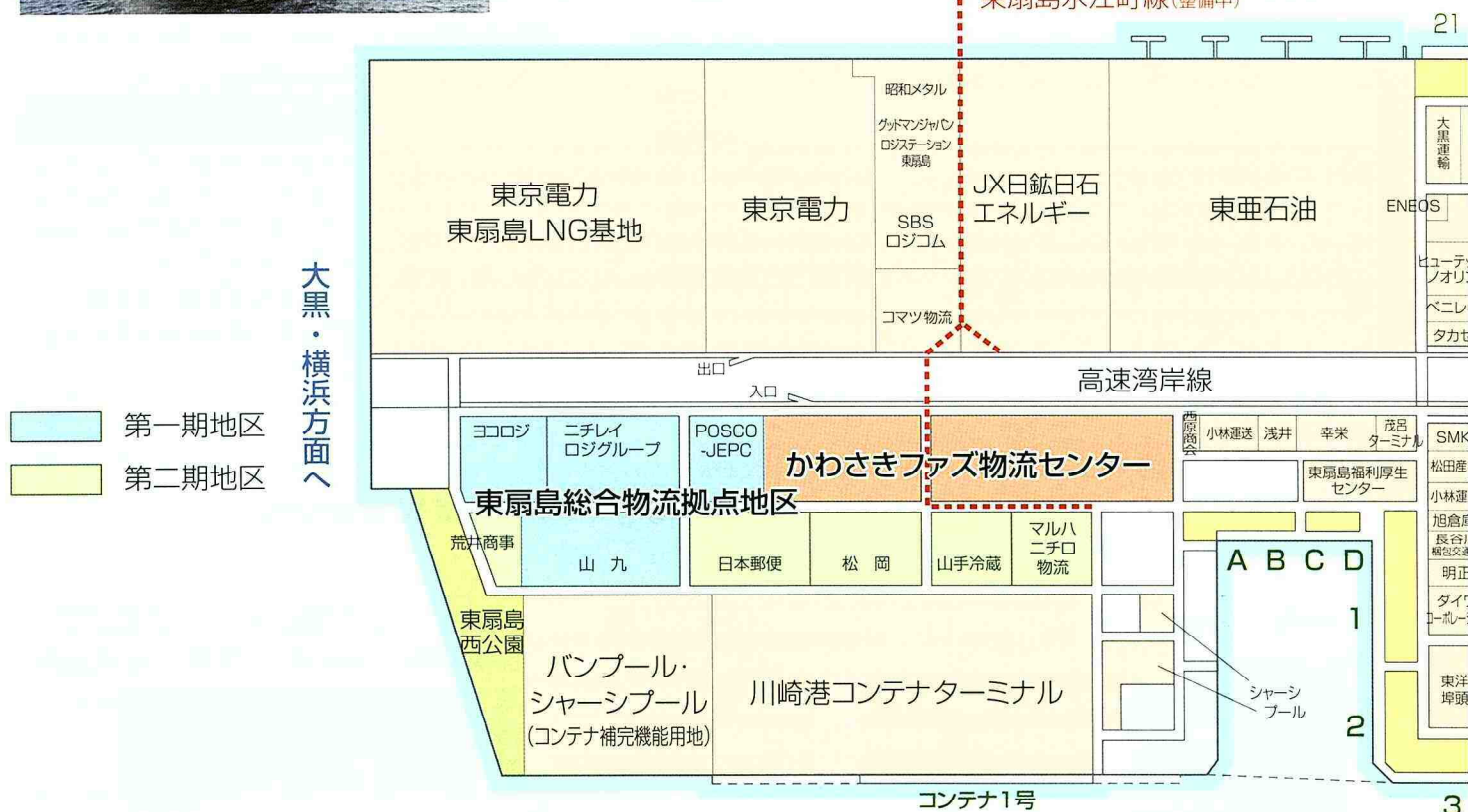 東扇島水江町線(整備中)
21
昭和メタル
グッドマンジャパン
ロジステーション
東扇島
大黒運輸
東京電力
東扇島LNG基地
東京電力
SBS
ロジコム
JX日鉱日石
エネルギー
東亜石油
ENEOS
コマツ物流
大黒・横浜方面へ
出口
入口
高速湾岸線
第一期地区
第二期地区
ヨコロジ
ニチレイ
ロジグループ
POSCO
-JEPC
かわさきファズ物流センター
西原商会
小林運送
浅井
幸栄
茂呂
ターミナル
SMK
東扇島福利厚生
センター
東扇島総合物流拠点地区
荒井商事
山九
日本郵便
松岡
山手冷蔵
マルハ
ニチロ
物流
A B C D
1
2
3
東扇島
西公園
バンプール・
シャーシプール
(コンテナ補完機能用地)
川崎港コンテナターミナル
シャーシ
プール
コンテナ1号
松田産
小林運
旭倉庫
明正
東洋
埠頭